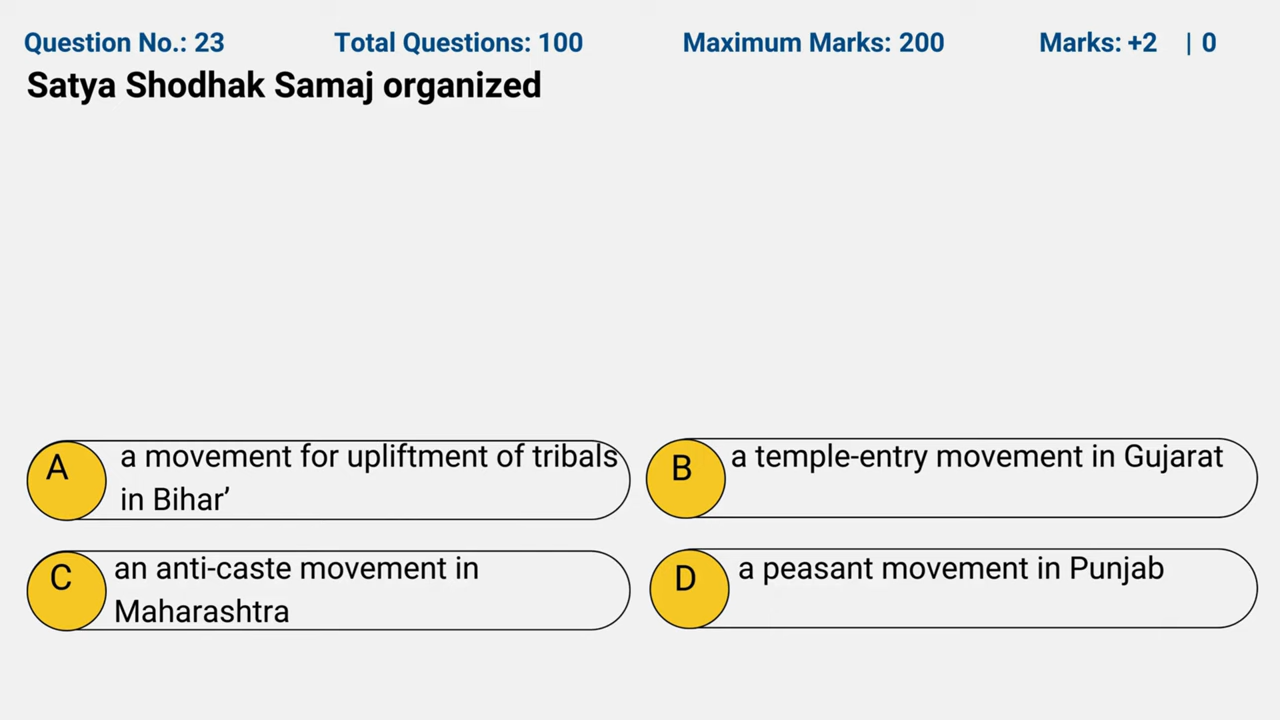 Question No.: 23 Total Questions: 100 Maximum Marks: 200 Marks: +2 | 0
Satya Shodhak Samaj organized
A a movement for upliftment of tribals
in Bihar’
B a temple-entry movement in Gujarat
C an anti-caste movement in
Maharashtra
D a peasant movement in Punjab